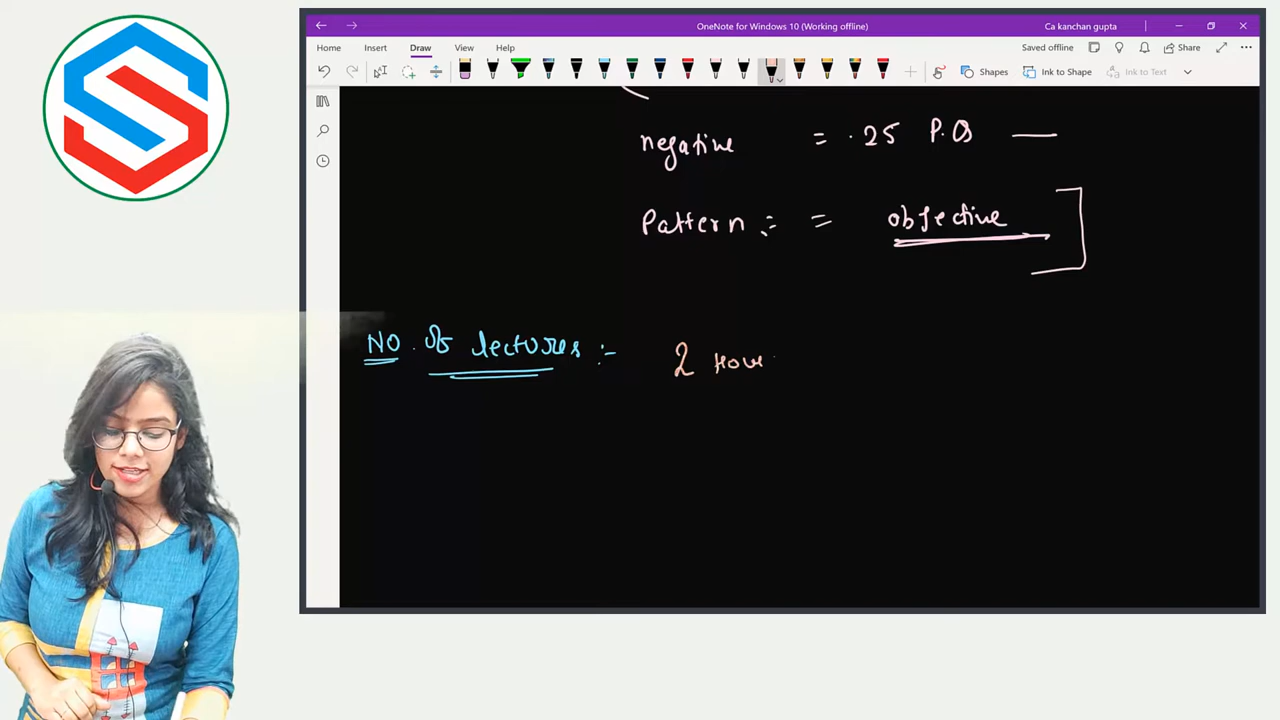 OneNote for Windows 10 (Working offline)
Ca kanchan gupta
Home Insert Draw View Help
Saved offline
Share
Shapes
Ink to Shape
Ink to Text
negative = .25 P.Q —
Pattern :- = objective
NO. of lectures :- 2 Hour